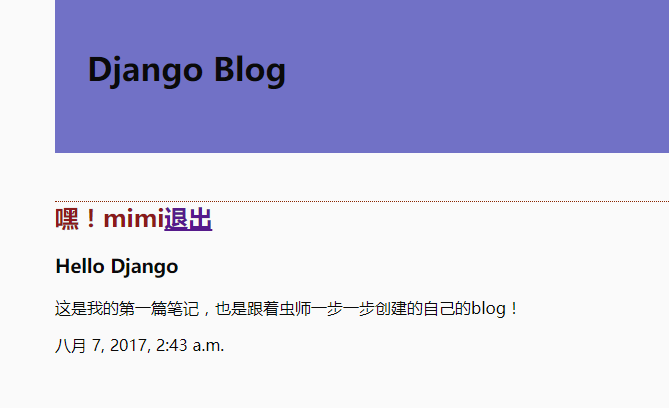 Django Blog
嘿！mimi退出
Hello Django
这是我的第一篇笔记，也是跟着虫师一步一步创建的自己的blog！
八月 7, 2017, 2:43 a.m.